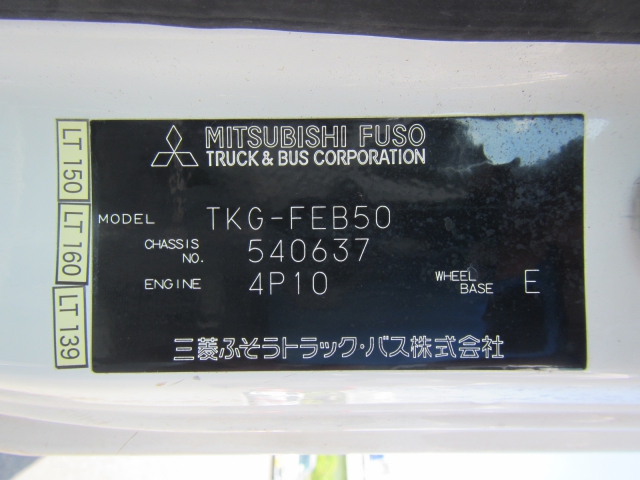 MITSUBISHI FUSO
TRUCK & BUS CORPORATION
MODEL TKG-FEB50
CHASSIS NO. 540637
ENGINE 4P10 WHEEL BASE E
三菱ふそうトラック・バス株式会社
LT 150
LT 160
LT 139